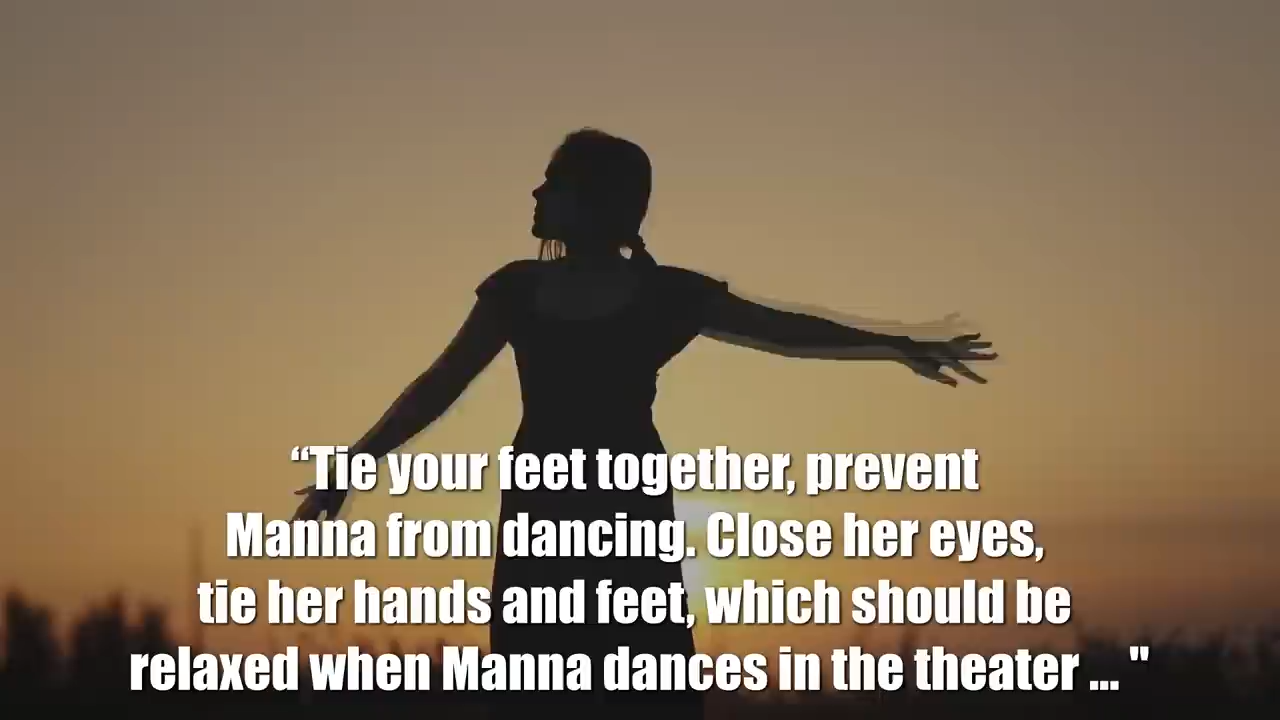 “Tie your feet together, prevent
Manna from dancing. Close her eyes,
tie her hands and feet, which should be
relaxed when Manna dances in the theater ... "